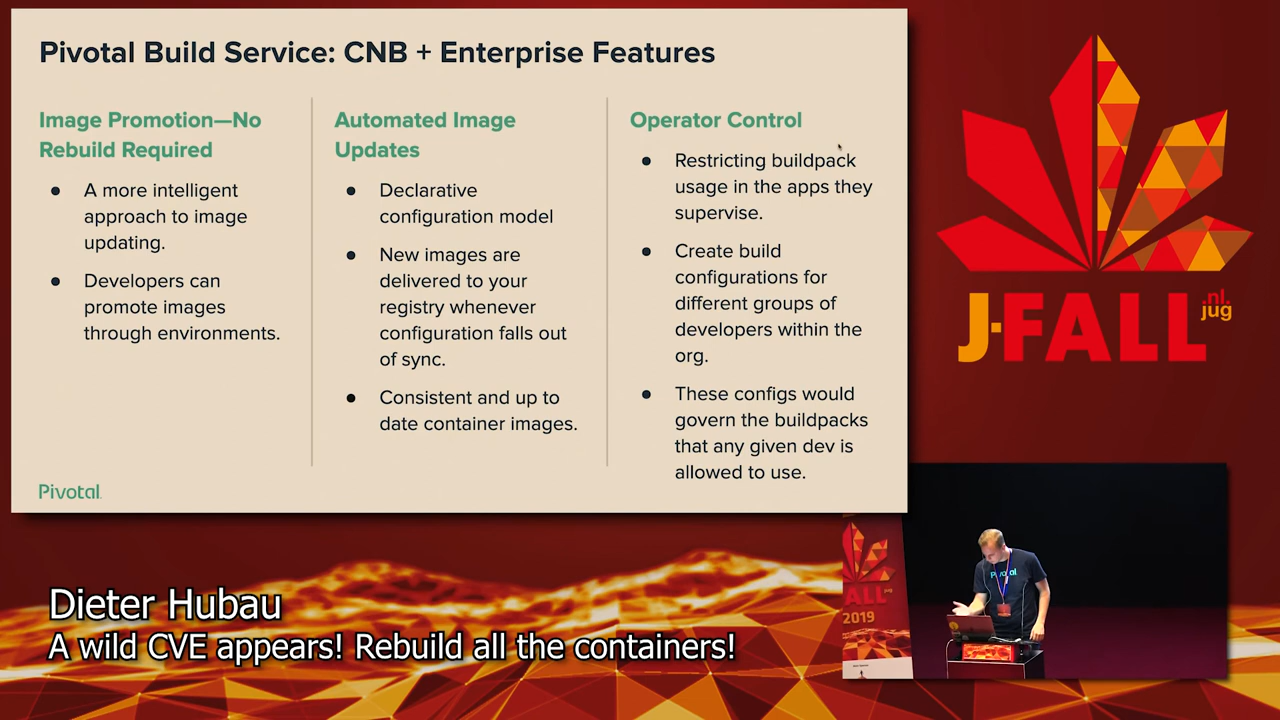 Pivotal Build Service: CNB + Enterprise Features
Image Promotion—No
Rebuild Required
● A more intelligent
approach to image
updating.
● Developers can
promote images
through environments.
Automated Image
Updates
● Declarative
configuration model
● New images are
delivered to your
registry whenever
configuration falls out
of sync.
● Consistent and up to
date container images.
Operator Control
● Restricting buildpack
usage in the apps they
supervise.
● Create build
configurations for
different groups of
developers within the
org.
● These configs would
govern the buildpacks
that any given dev is
allowed to use.
Pivotal
J-FALL
nl.
jug
ALL
2019
Pivotal
Dieter Hubau
A wild CVE appears! Rebuild all the containers!